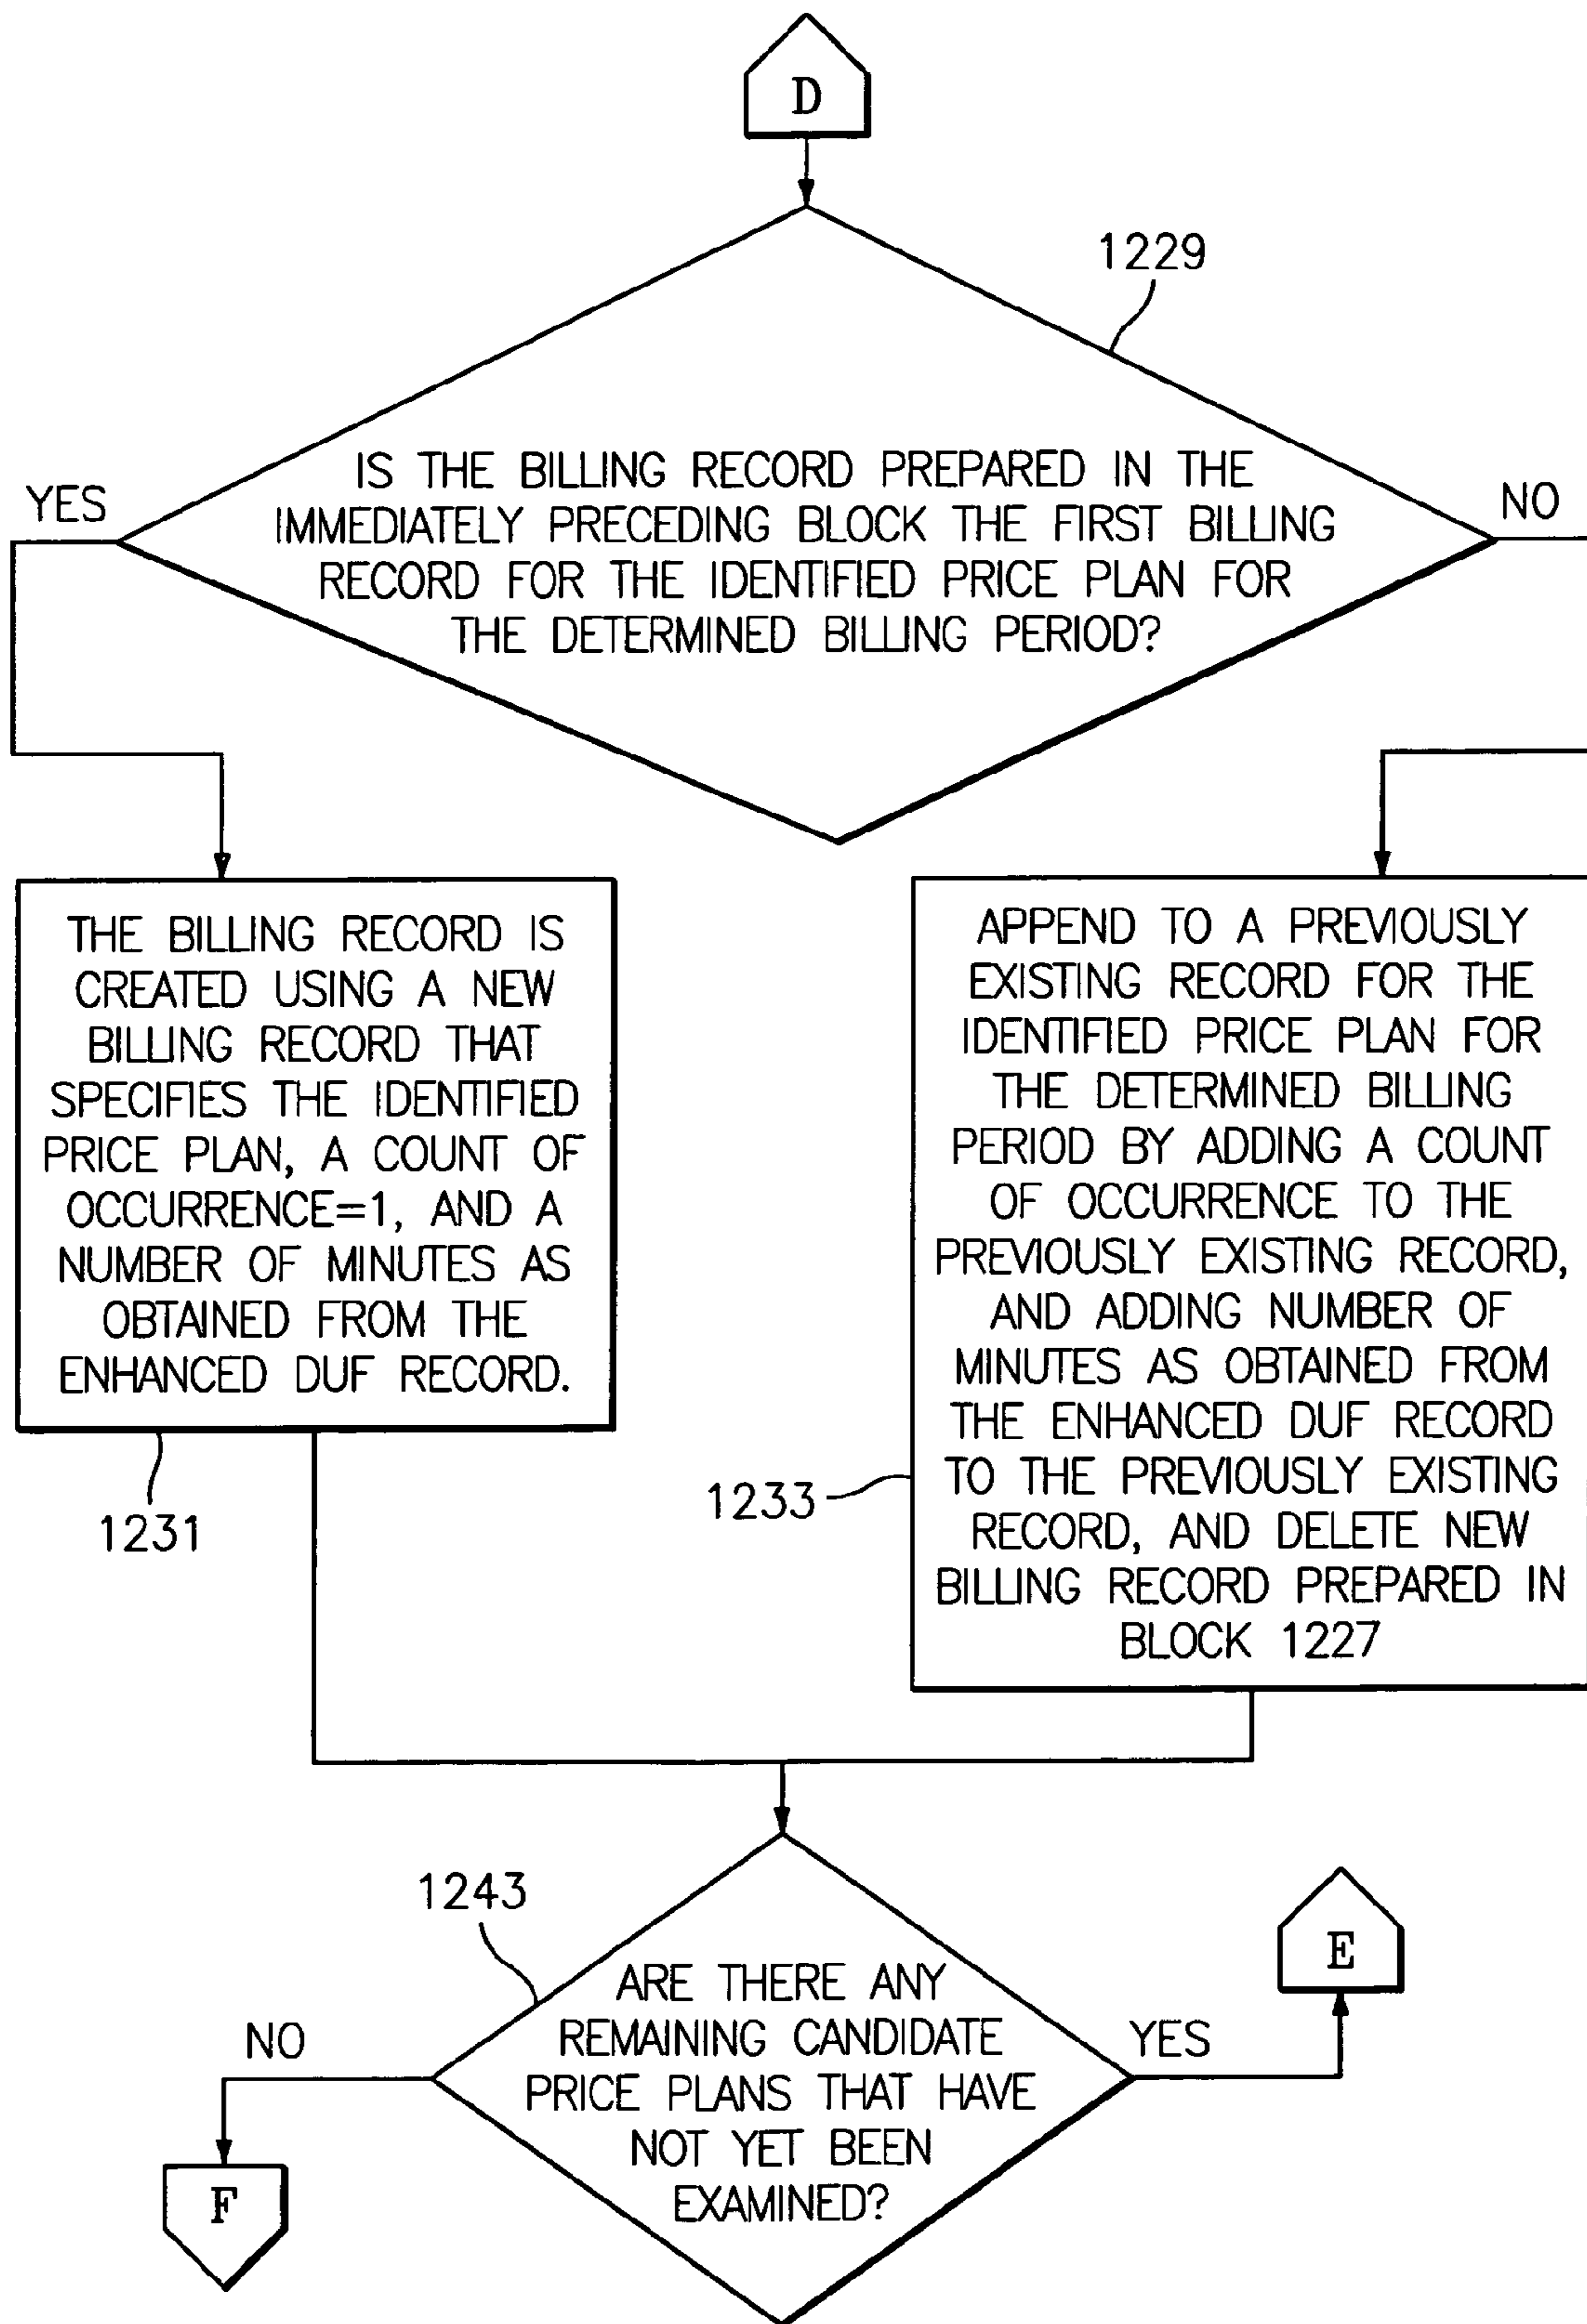 D
1229
IS THE BILLING RECORD PREPARED IN THE
IMMEDIATELY PRECEDING BLOCK THE FIRST BILLING
RECORD FOR THE IDENTIFIED PRICE PLAN FOR
THE DETERMINED BILLING PERIOD?
YES
NO
THE BILLING RECORD IS
CREATED USING A NEW
BILLING RECORD THAT
SPECIFIES THE IDENTIFIED
PRICE PLAN, A COUNT OF
OCCURRENCE=1, AND A
NUMBER OF MINUTES AS
OBTAINED FROM THE
ENHANCED DUF RECORD.
1231
APPEND TO A PREVIOUSLY
EXISTING RECORD FOR THE
IDENTIFIED PRICE PLAN FOR
THE DETERMINED BILLING
PERIOD BY ADDING A COUNT
OF OCCURRENCE TO THE
PREVIOUSLY EXISTING RECORD,
AND ADDING NUMBER OF
MINUTES AS OBTAINED FROM
THE ENHANCED DUF RECORD
TO THE PREVIOUSLY EXISTING
RECORD, AND DELETE NEW
BILLING RECORD PREPARED IN
BLOCK 1227
1233
1243
ARE THERE ANY
REMAINING CANDIDATE
PRICE PLANS THAT HAVE
NOT YET BEEN
EXAMINED?
NO
YES
E
F